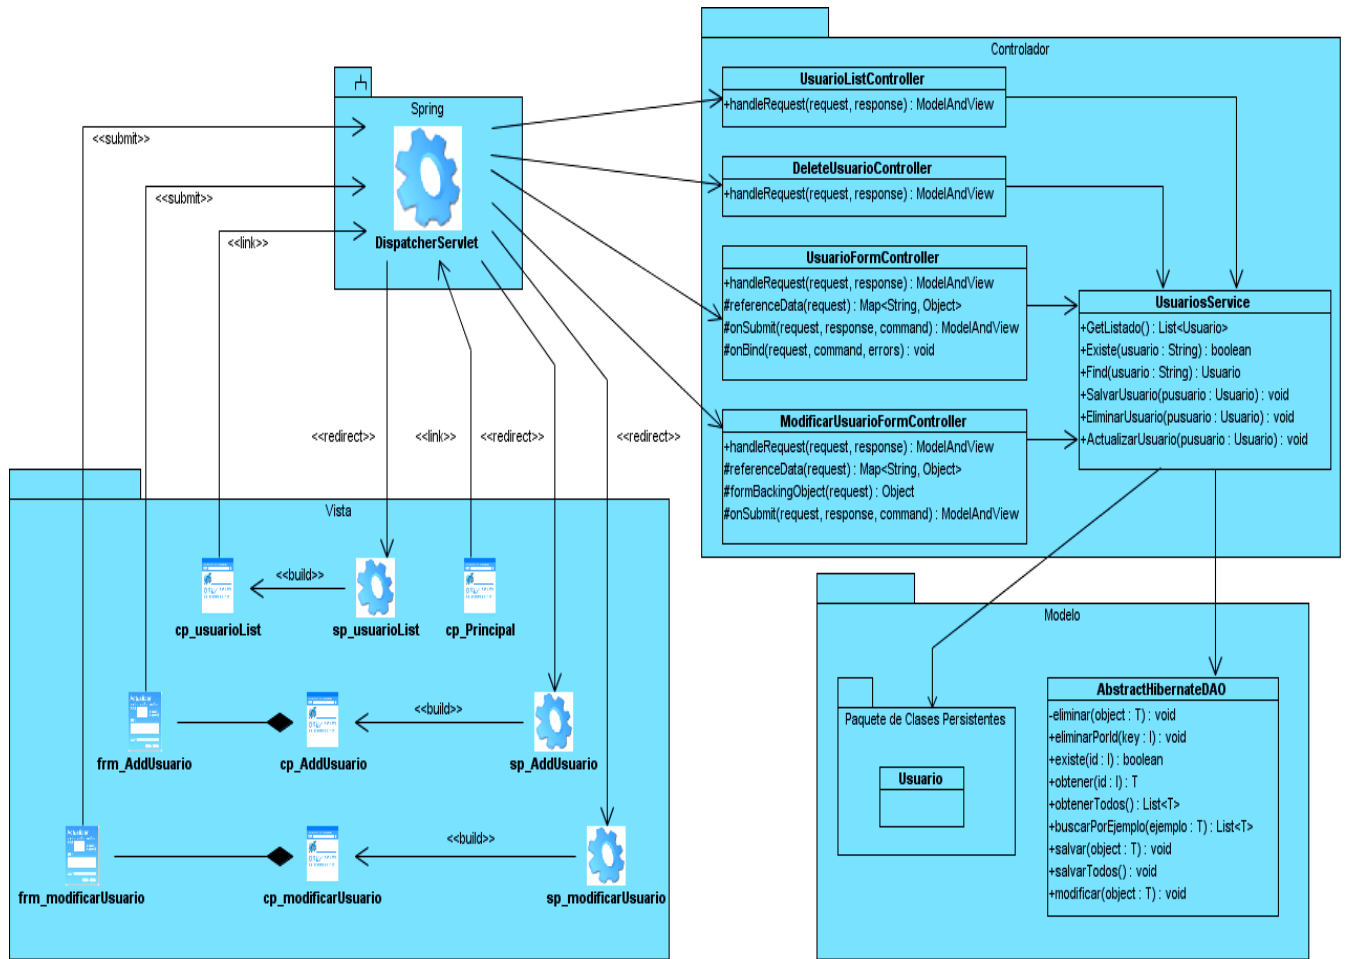 Controlador
UsuarioListController
+handleRequest(request, response) : ModelAndView
DeleteUsuarioController
+handleRequest(request, response) : ModelAndView
UsuarioFormController
+handleRequest(request, response) : ModelAndView
#referenceData(request) : Map<String, Object>
#onSubmit(request, response, command) : ModelAndView
#onBind(request, command, errors) : void
ModificarUsuarioFormController
+handleRequest(request, response) : ModelAndView
#referenceData(request) : Map<String, Object>
#formBackingObject(request) : Object
#onSubmit(request, response, command) : ModelAndView
UsuariosService
+GetListado() : List<Usuario>
+Existe(usuario : String) : boolean
+Find(usuario : String) : Usuario
+SalvarUsuario(pusuario : Usuario) : void
+EliminarUsuario(pusuario : Usuario) : void
+ActualizarUsuario(pusuario : Usuario) : void
Spring
DispatcherServlet
<<submit>>
<<submit>>
<<link>>
<<redirect>>
<<link>>
<<redirect>>
<<redirect>>
Vista
<<build>>
cp_usuarioList
sp_usuarioList
cp_Principal
<<build>>
frm_AddUsuario
cp_AddUsuario
sp_AddUsuario
<<build>>
frm_modificarUsuario
cp_modificarUsuario
sp_modificarUsuario
Modelo
Paquete de Clases Persistentes
Usuario
AbstractHibernateDAO
-eliminar(object : T) : void
+eliminarPorId(key : I) : void
+existe(id : I) : boolean
+obtener(id : I) : T
+obtenerTodos() : List<T>
+buscarPorEjemplo(ejemplo : T) : List<T>
+salvar(object : T) : void
+salvarTodos() : void
+modificar(object : T) : void